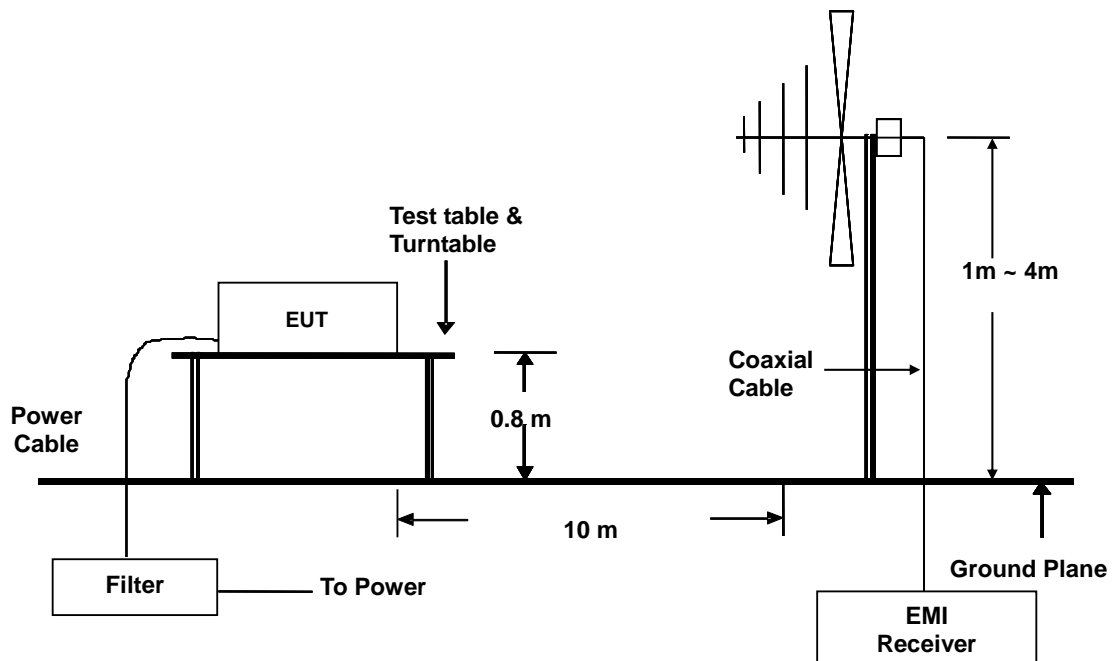 Test table &
Turntable
EUT
1m ~ 4m
Coaxial
Cable
0.8 m
Power
Cable
10 m
Ground Plane
Filter
To Power
EMI
Receiver